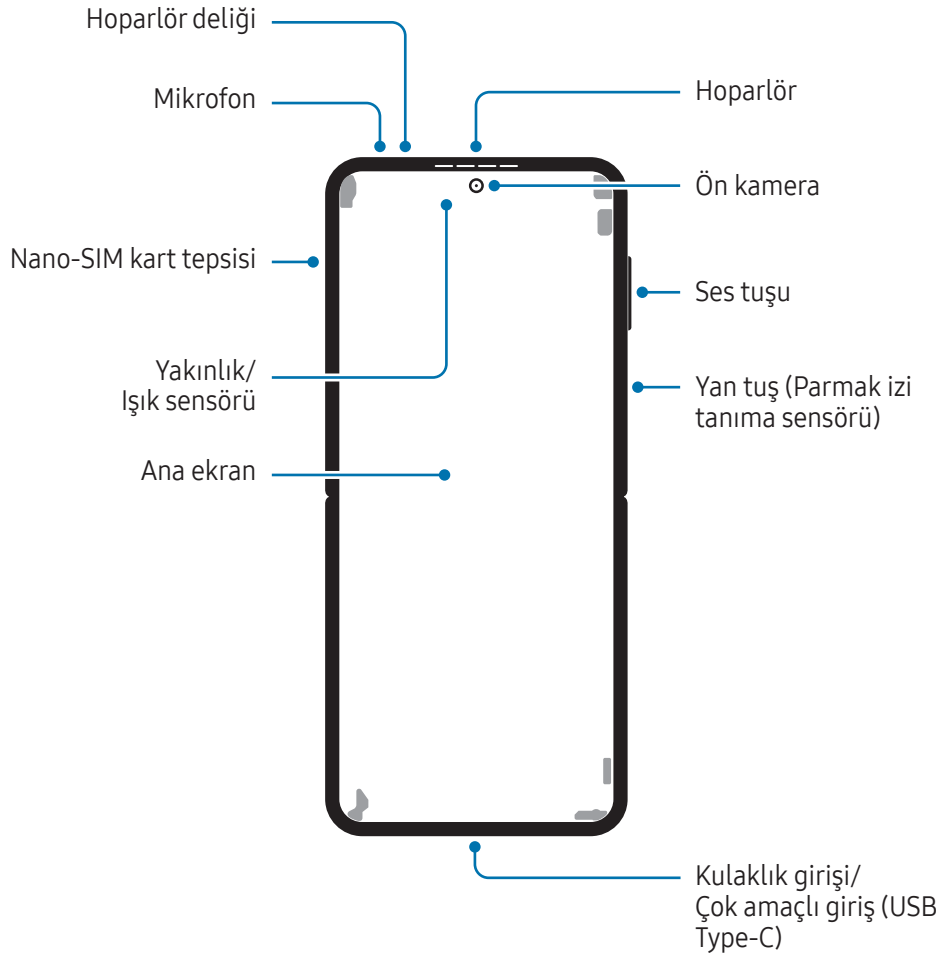 Hoparlör deliği
Mikrofon
Hoparlör
Ön kamera
Nano-SIM kart tepsisi
Ses tuşu
Yakınlık/
Işık sensörü
Yan tuş (Parmak izi
tanıma sensörü)
Ana ekran
Kulaklık girişi/
Çok amaçlı giriş (USB
Type-C)